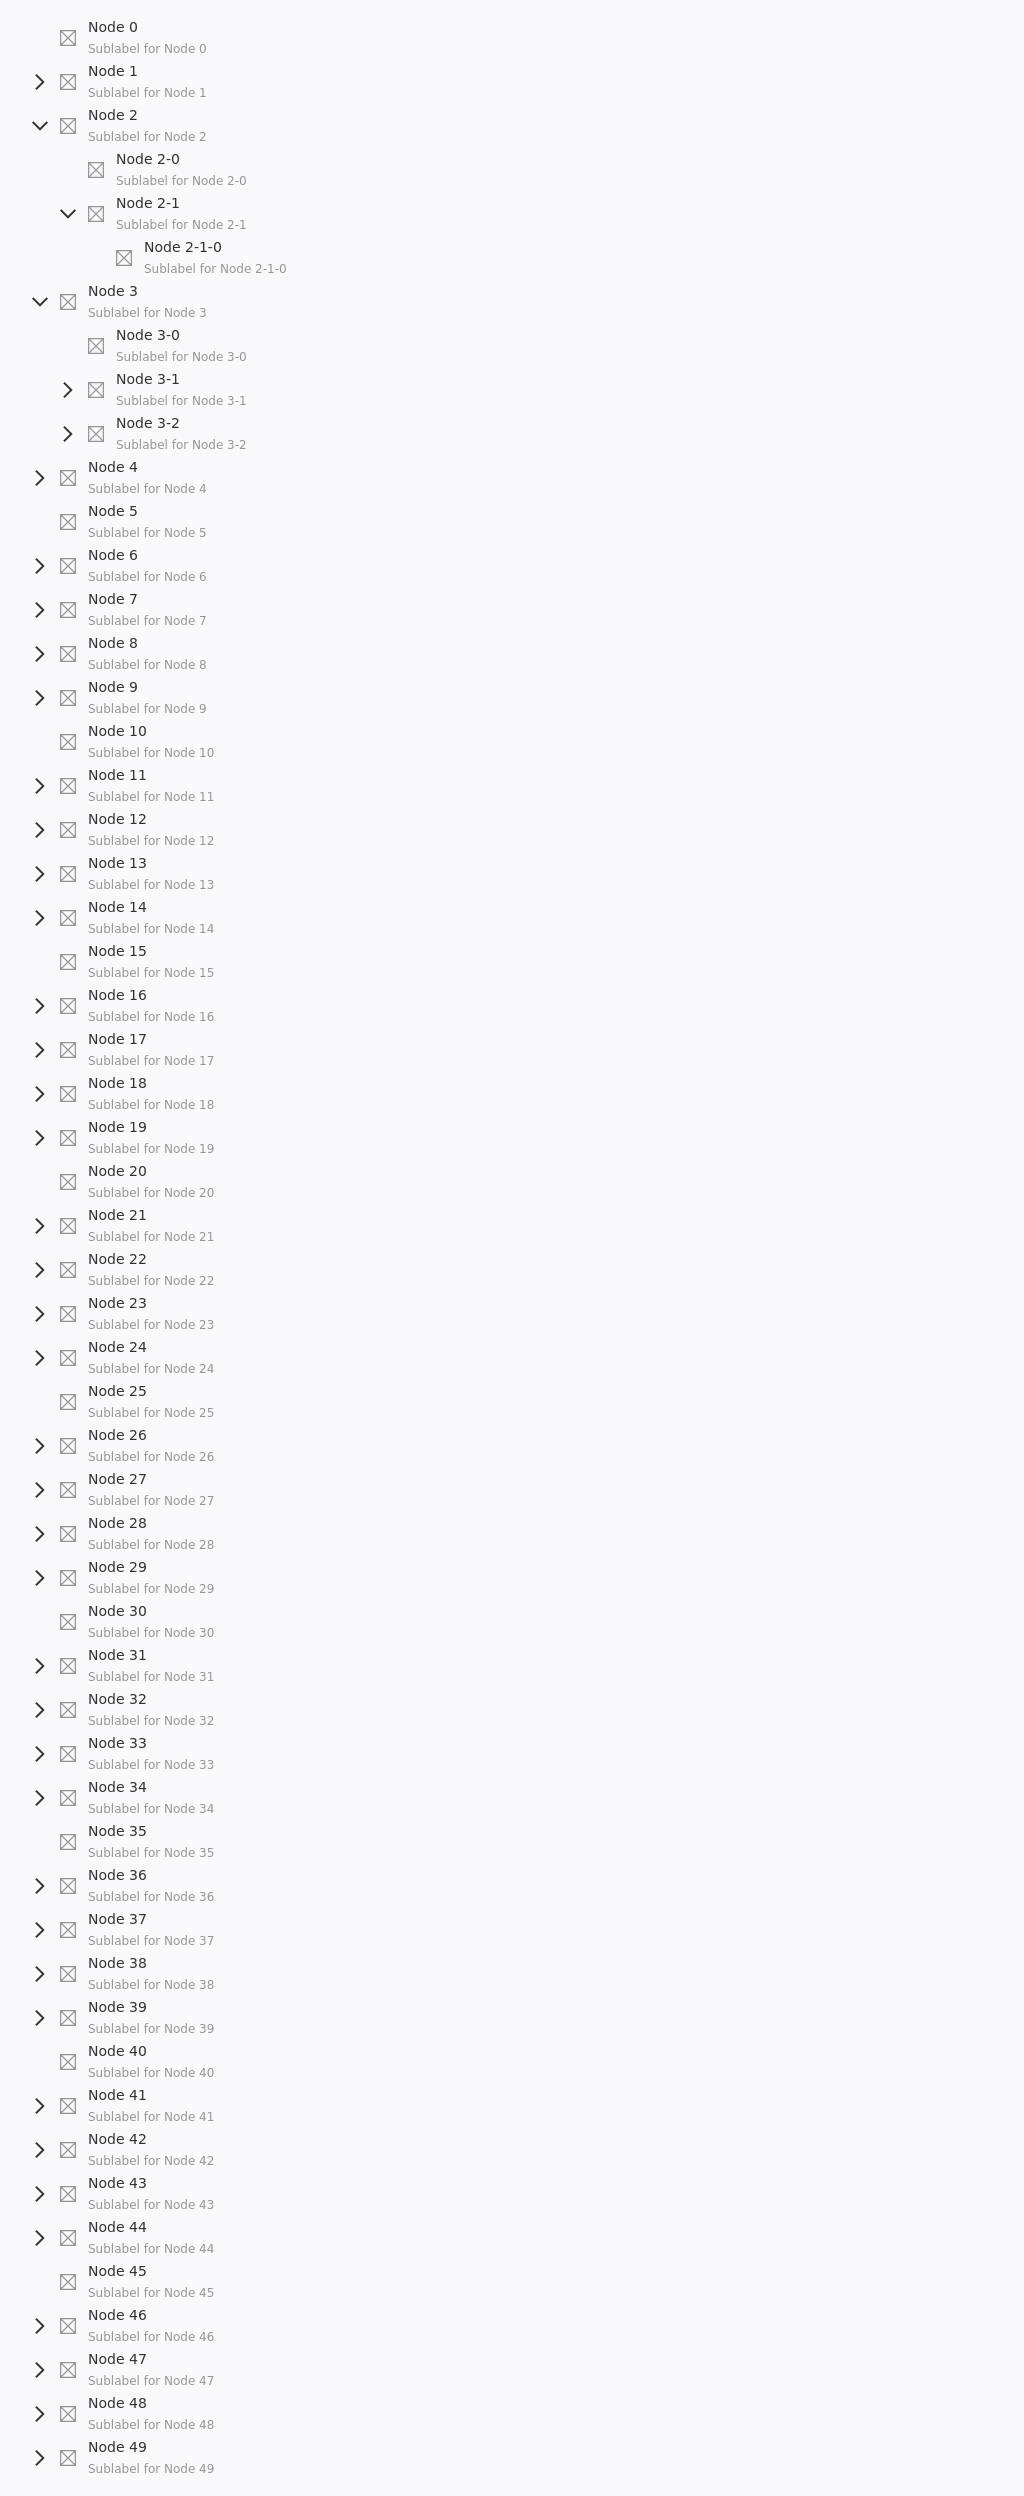 Node 0
Sublabel for Node 0
Node 1
Sublabel for Node 1
Node 2
Sublabel for Node 2
Node 2-0
Sublabel for Node 2-0
Node 2-1
Sublabel for Node 2-1
Node 2-1-0
Sublabel for Node 2-1-0
Node 3
Sublabel for Node 3
Node 3-0
Sublabel for Node 3-0
Node 3-1
Sublabel for Node 3-1
Node 3-2
Sublabel for Node 3-2
Node 4
Sublabel for Node 4
Node 5
Sublabel for Node 5
Node 6
Sublabel for Node 6
Node 7
Sublabel for Node 7
Node 8
Sublabel for Node 8
Node 9
Sublabel for Node 9
Node 10
Sublabel for Node 10
Node 11
Sublabel for Node 11
Node 12
Sublabel for Node 12
Node 13
Sublabel for Node 13
Node 14
Sublabel for Node 14
Node 15
Sublabel for Node 15
Node 16
Sublabel for Node 16
Node 17
Sublabel for Node 17
Node 18
Sublabel for Node 18
Node 19
Sublabel for Node 19
Node 20
Sublabel for Node 20
Node 21
Sublabel for Node 21
Node 22
Sublabel for Node 22
Node 23
Sublabel for Node 23
Node 24
Sublabel for Node 24
Node 25
Sublabel for Node 25
Node 26
Sublabel for Node 26
Node 27
Sublabel for Node 27
Node 28
Sublabel for Node 28
Node 29
Sublabel for Node 29
Node 30
Sublabel for Node 30
Node 31
Sublabel for Node 31
Node 32
Sublabel for Node 32
Node 33
Sublabel for Node 33
Node 34
Sublabel for Node 34
Node 35
Sublabel for Node 35
Node 36
Sublabel for Node 36
Node 37
Sublabel for Node 37
Node 38
Sublabel for Node 38
Node 39
Sublabel for Node 39
Node 40
Sublabel for Node 40
Node 41
Sublabel for Node 41
Node 42
Sublabel for Node 42
Node 43
Sublabel for Node 43
Node 44
Sublabel for Node 44
Node 45
Sublabel for Node 45
Node 46
Sublabel for Node 46
Node 47
Sublabel for Node 47
Node 48
Sublabel for Node 48
Node 49
Sublabel for Node 49